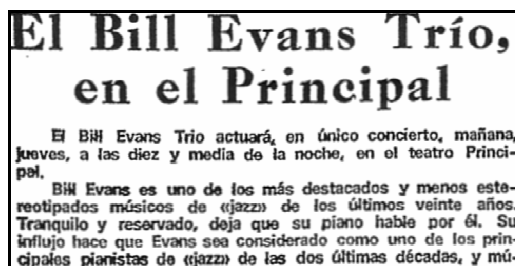 El Bill Evans Trío,
en el Principal
El Bill Evans Trio actuará, en único concierto, mañana,
jueves, a las diez y media de la noche, en el teatro Princi-
pal.
Bill Evans es uno de los más destacados y menos este-
reotipados músicos de «jazz» de los últimos veinte años.
Tranquilo y reservado, deja que su piano hable por él. Su
influjo hace que Evans sea considerado como uno de los prin-
cipales pianistas de «jazz» de las dos últimas décadas, y mú-